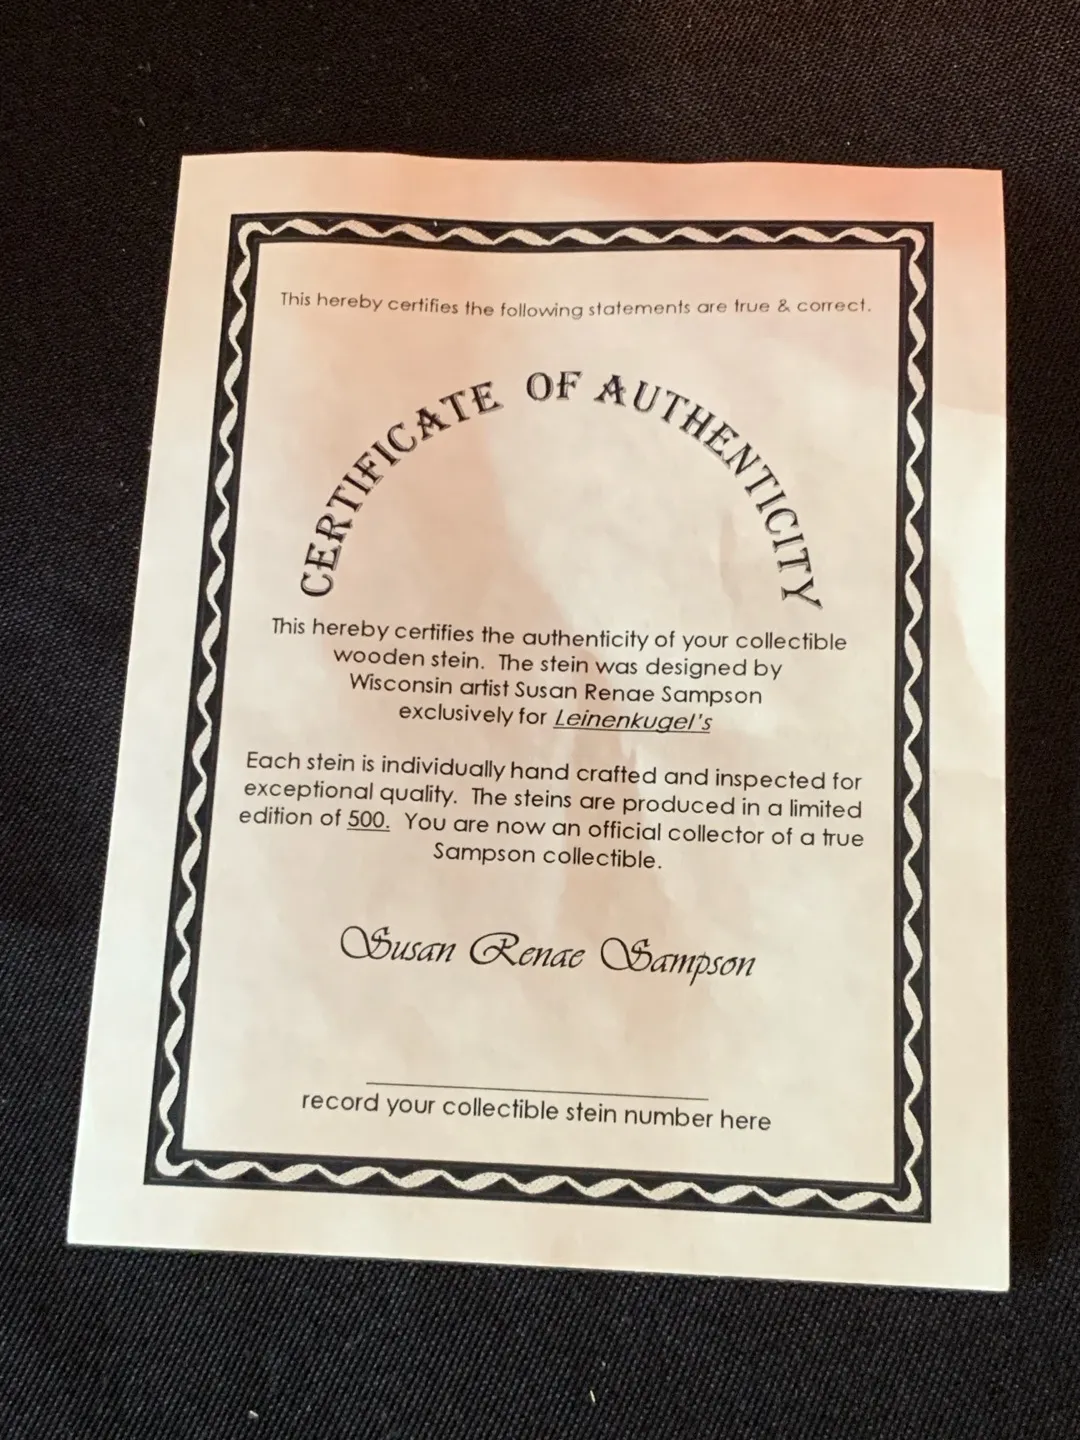 This hereby certifies the following statements are true & correct.
CERTIFICATE OF AUTHENTICITY
This hereby certifies the authenticity of your collectible
wooden stein. The stein was designed by
Wisconsin artist Susan Renae Sampson
exclusively for Leinenkugel's
Each stein is individually hand crafted and inspected for
exceptional quality. The steins are produced in a limited
edition of 500. You are now an official collector of a true
Sampson collectible.
Susan Renae Sampson
record your collectible stein number here